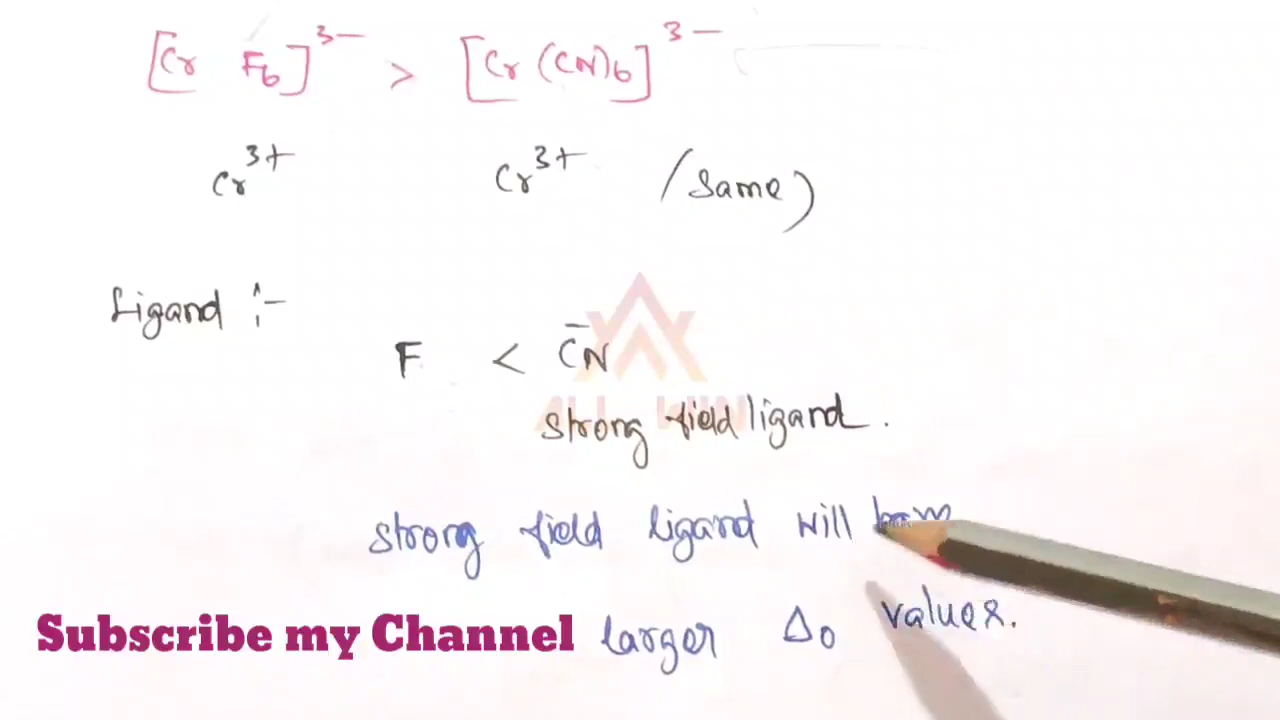 [Cr F6]³⁻ > [Cr (CN)6]³⁻
Cr³⁺ Cr³⁺ (Same)
Ligand :-
F < C̄N
strong field ligand.
strong field ligand will
larger Δ₀ values.
Subscribe my Channel